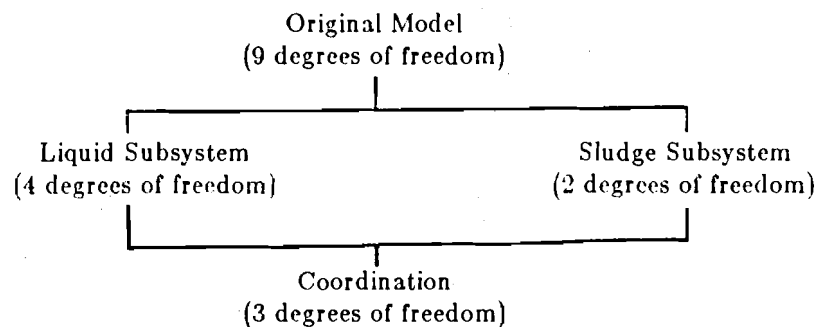 Original Model
(9 degrees of freedom)
Liquid Subsystem
(4 degrees of freedom)
Sludge Subsystem
(2 degrees of freedom)
Coordination
(3 degrees of freedom)